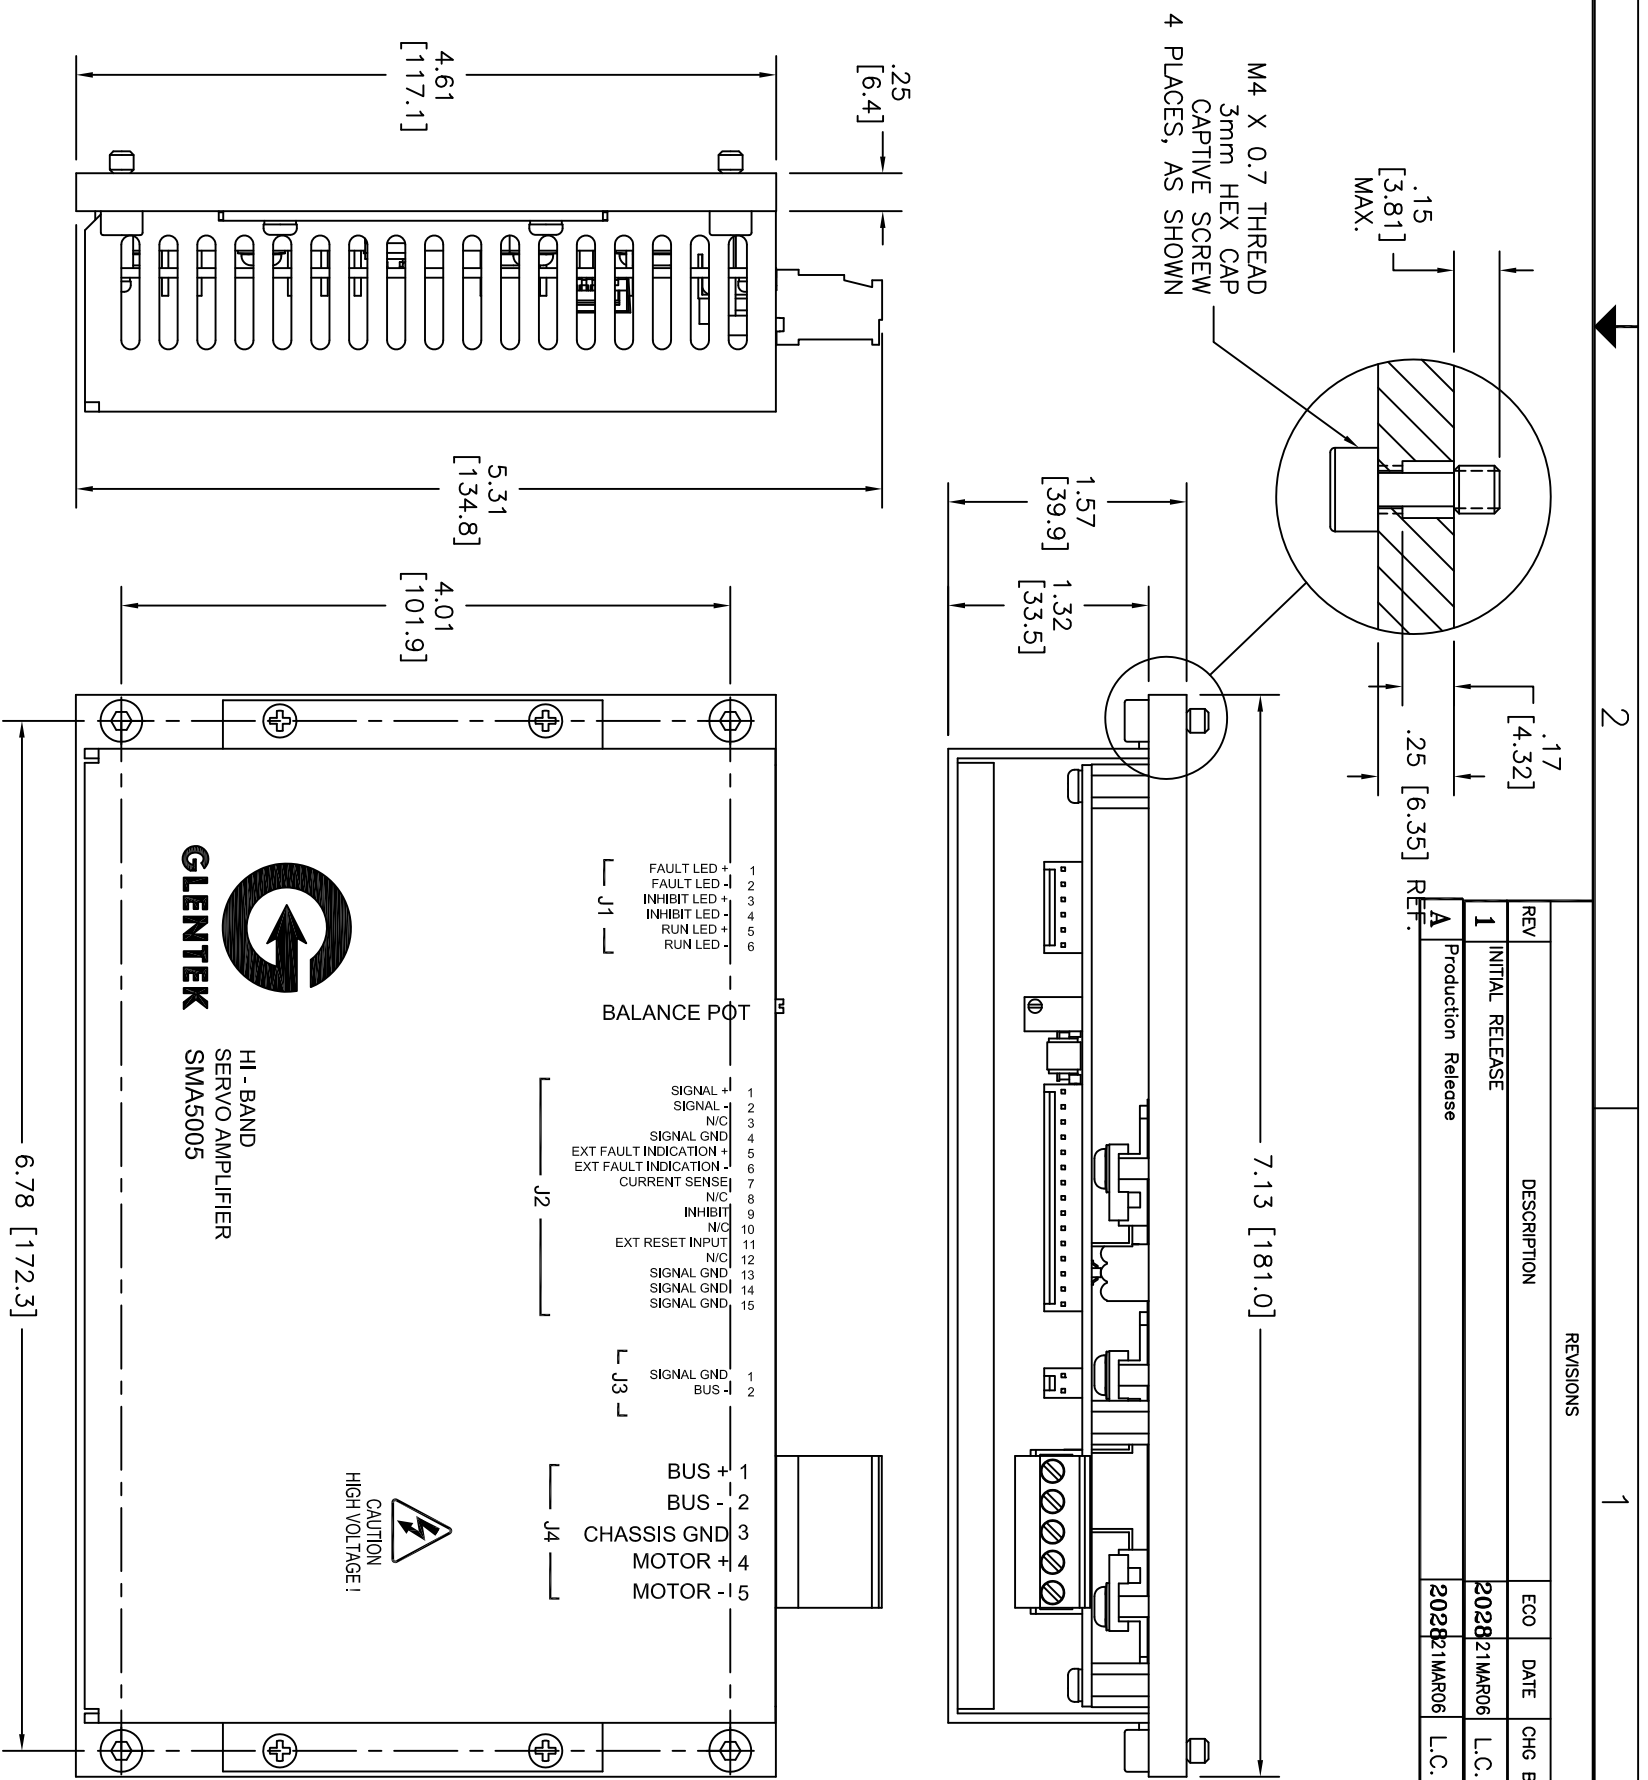 2
1
REVISIONS
REV DESCRIPTION ECO DATE CHG
1 INITIAL RELEASE 2028 21MAR06 L.C.
A Production Release 2028 21MAR06 L.C.
.15
[3.81]
MAX.
.17
[4.32]
.25 [6.35] REF.
M4 X 0.7 THREAD
3mm HEX CAP
CAPTIVE SCREW
4 PLACES, AS SHOWN
7.13 [181.0]
1.57
[39.9]
1.32
[33.5]
.25
[6.4]
4.61
[117.1]
5.31
[134.8]
4.01
[101.9]
6.78 [172.3]
FAULT LED + 1
FAULT LED - 2
INHIBIT LED + 3
INHIBIT LED - 4
RUN LED + 5
RUN LED - 6
J1
BALANCE POT
SIGNAL + 1
SIGNAL - 2
N/C 3
SIGNAL GND 4
EXT FAULT INDICATION + 5
EXT FAULT INDICATION - 6
CURRENT SENSE 7
N/C 8
INHIBIT 9
N/C 10
EXT RESET INPUT 11
N/C 12
SIGNAL GND 13
SIGNAL GND 14
SIGNAL GND 15
J2
SIGNAL GND 1
BUS - 2
J3
BUS + 1
BUS - 2
CHASSIS GND 3
MOTOR + 4
MOTOR - 5
J4
GLENTEK
HI - BAND
SERVO AMPLIFIER
SMA5005
CAUTION
HIGH VOLTAGE !